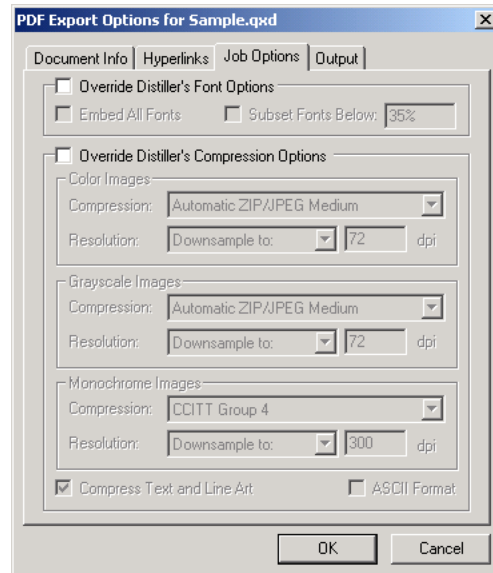 PDF Export Options for Sample.qxd
Document Info Hyperlinks Job Options Output
Override Distiller's Font Options
Embed All Fonts Subset Fonts Below: 35%
Override Distiller's Compression Options
Color Images
Compression: Automatic ZIP/JPEG Medium
Resolution: Downsample to: 72 dpi
Grayscale Images
Compression: Automatic ZIP/JPEG Medium
Resolution: Downsample to: 72 dpi
Monochrome Images
Compression: CCITT Group 4
Resolution: Downsample to: 300 dpi
Compress Text and Line Art ASCII Format
OK Cancel